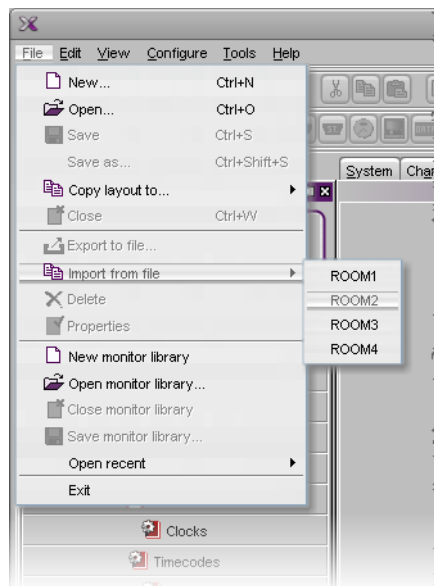 File Edit View Configure Tools Help
New... Ctrl+N
Open... Ctrl+O
Save Ctrl+S
Save as... Ctrl+Shift+S
System
Copy layout to...
Close Ctrl+W
Export to file...
Import from file
ROOM1
ROOM2
ROOM3
ROOM4
Delete
Properties
New monitor library
Open monitor library...
Close monitor library
Save monitor library...
Open recent
Exit
Clocks
Timecodes